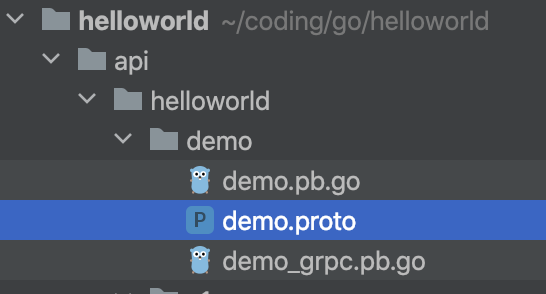 helloworld ~/coding/go/helloworld
api
helloworld
demo
demo.pb.go
P demo.proto
demo_grpc.pb.go